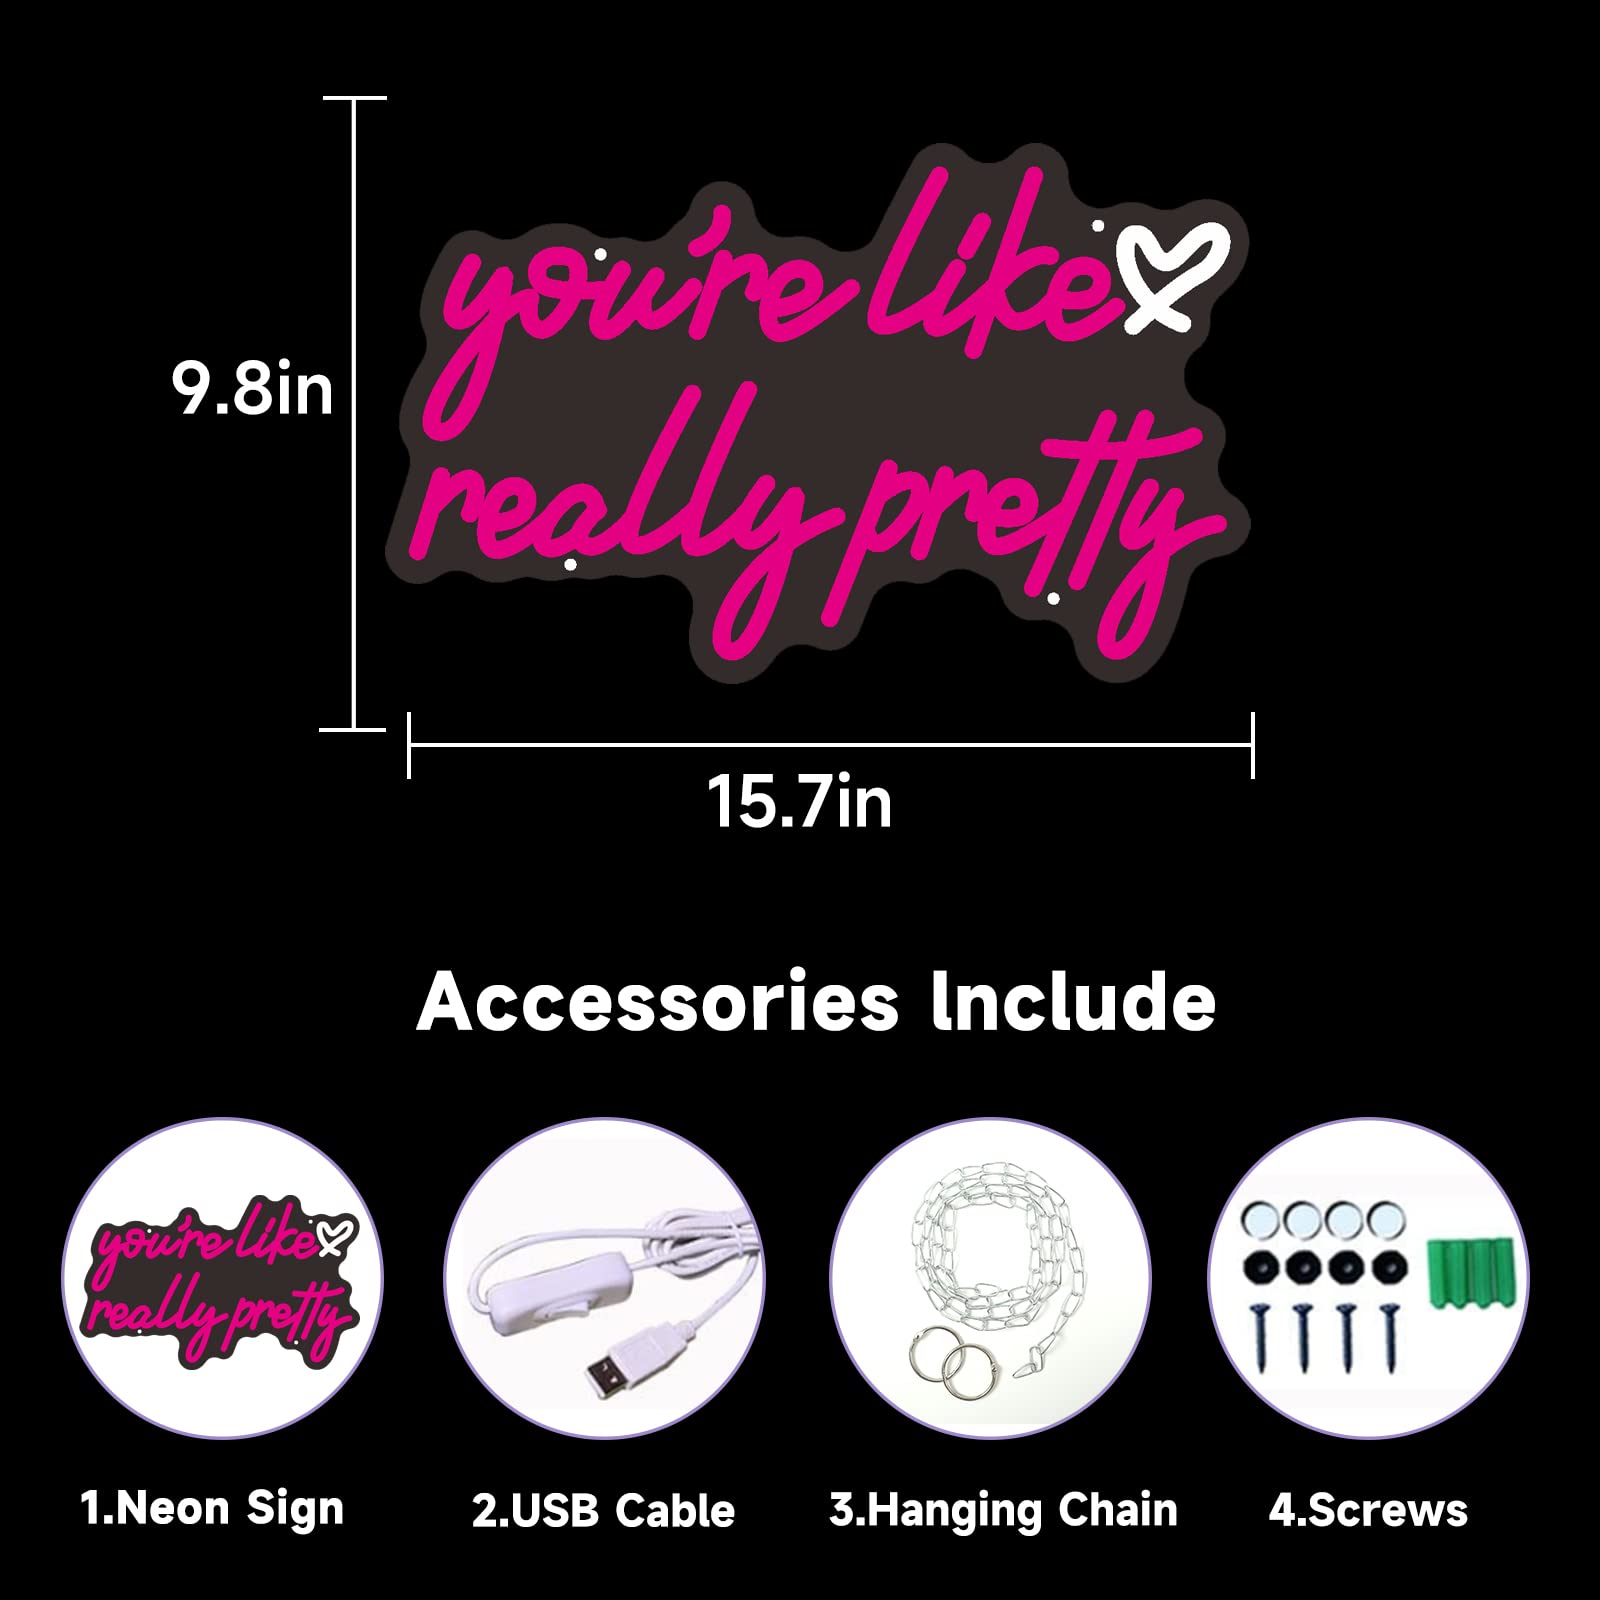 you're like
really pretty
9.8in
15.7in
Accessories Include
you're like
really pretty
1.Neon Sign
2.USB Cable
3.Hanging Chain
4.Screws